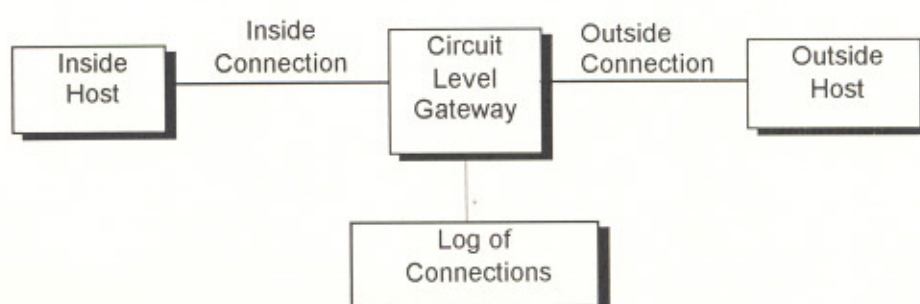 Inside
Host
Inside
Connection
Circuit
Level
Gateway
Outside
Connection
Outside
Host
Log of
Connections